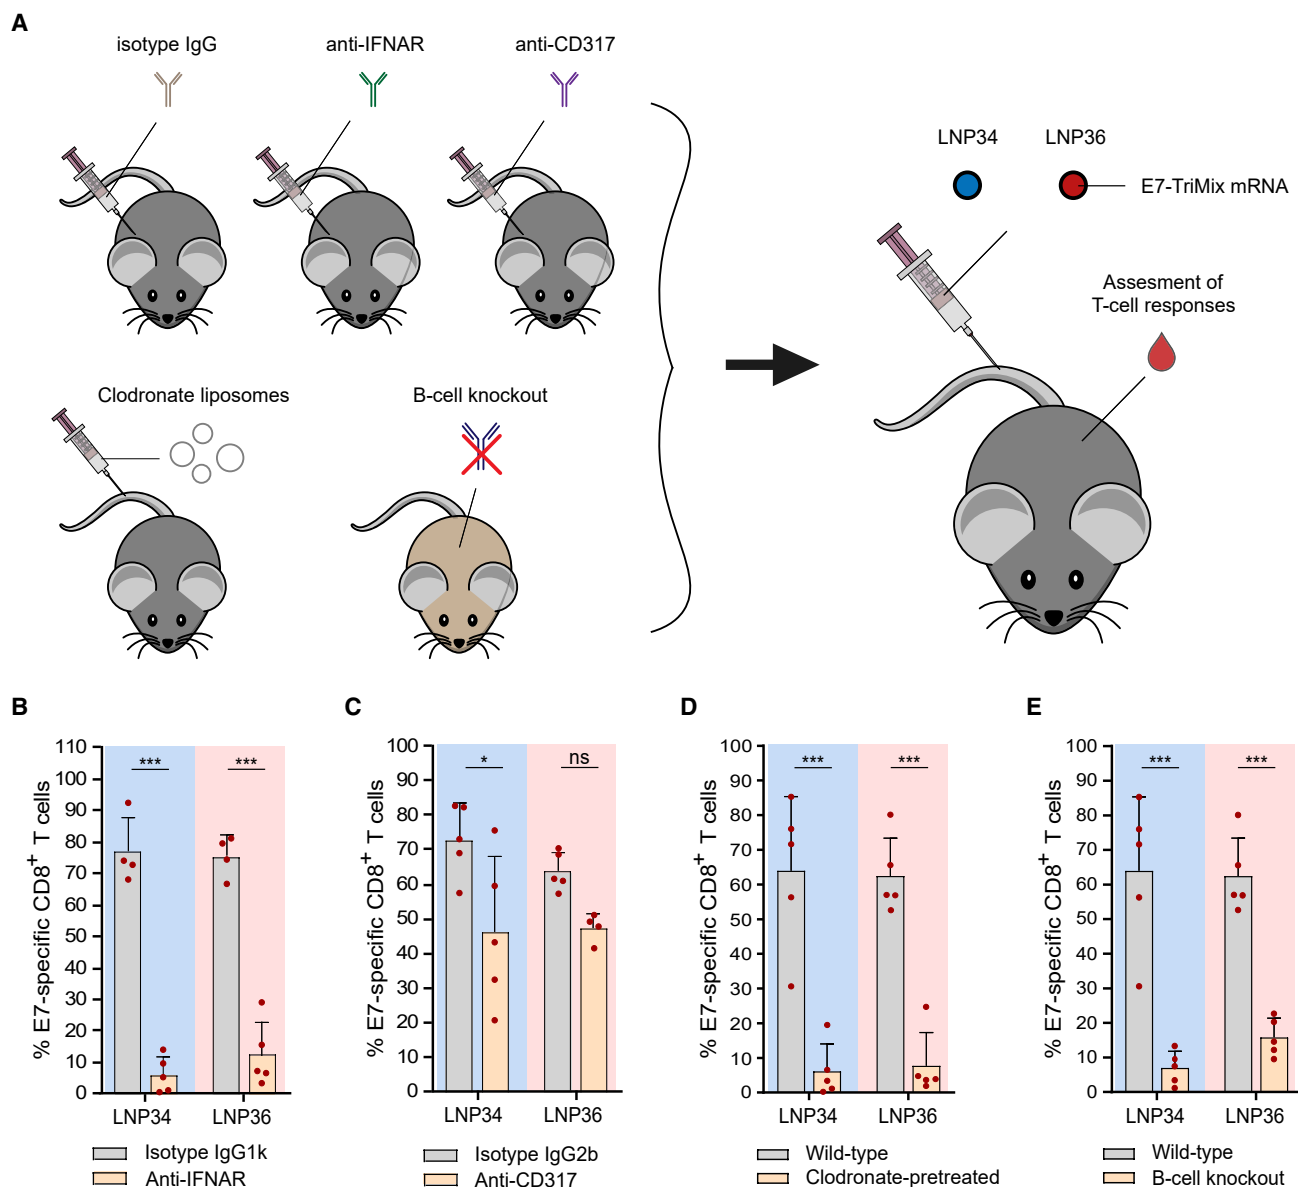 A
isotype IgG
anti-IFNAR
anti-CD317
LNP34
LNP36
E7-TriMix mRNA
Assesment of
T-cell responses
Clodronate liposomes
B-cell knockout
B
% E7-specific CD8+ T cells
110
100
90
80
70
60
50
40
30
20
10
0
***
***
LNP34
LNP36
Isotype IgG1k
Anti-IFNAR
C
% E7-specific CD8+ T cells
100
90
80
70
60
50
40
30
20
10
0
*
ns
LNP34
LNP36
Isotype IgG2b
Anti-CD317
D
% E7-specific CD8+ T cells
100
90
80
70
60
50
40
30
20
10
0
***
***
LNP34
LNP36
Wild-type
Clodronate-pretreated
E
% E7-specific CD8+ T cells
100
90
80
70
60
50
40
30
20
10
0
***
***
LNP34
LNP36
Wild-type
B-cell knockout